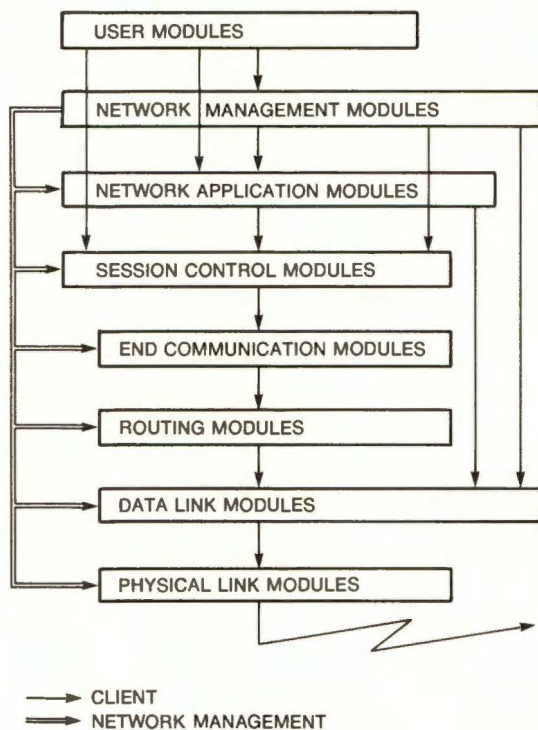 USER MODULES
NETWORK MANAGEMENT MODULES
NETWORK APPLICATION MODULES
SESSION CONTROL MODULES
END COMMUNICATION MODULES
ROUTING MODULES
DATA LINK MODULES
PHYSICAL LINK MODULES
CLIENT
NETWORK MANAGEMENT